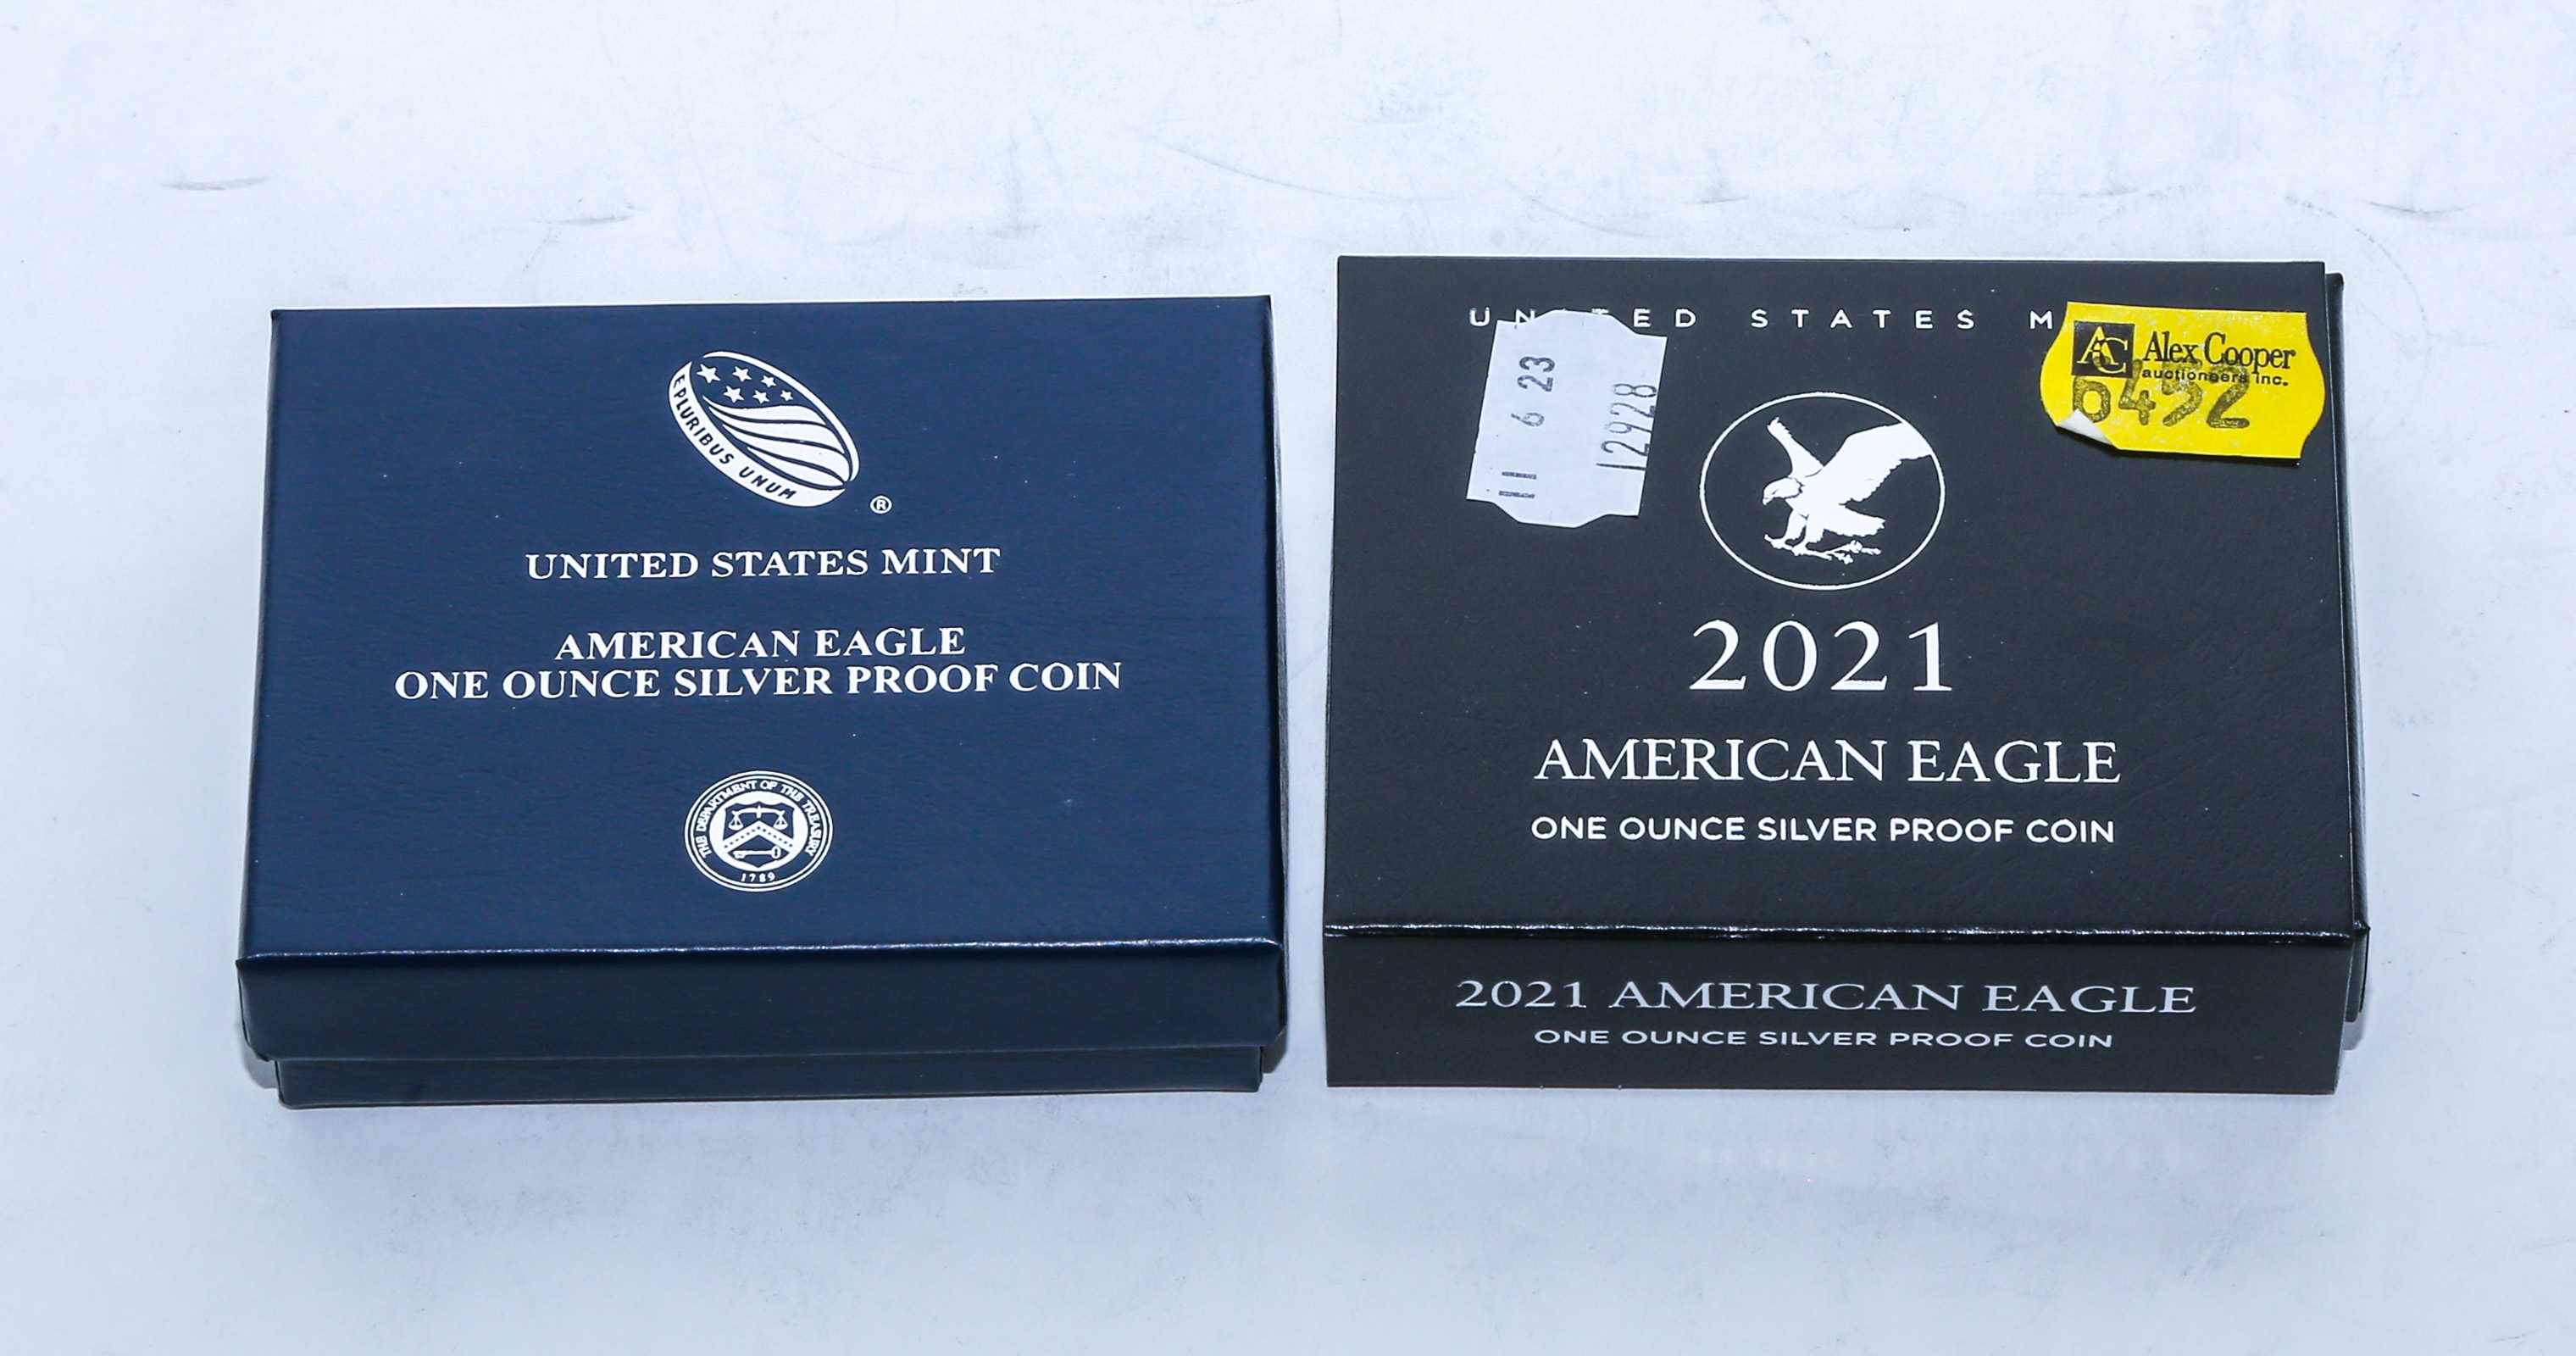 E PLURIBUS UNUM
®
UNITED STATES MINT
AMERICAN EAGLE
ONE OUNCE SILVER PROOF COIN
THE DEPARTMENT OF THE TREASURY
1789
STATES
11 6 23
12928
AC Alex Cooper
auctioneers inc.
2021
AMERICAN EAGLE
ONE OUNCE SILVER PROOF COIN
2021 AMERICAN EAGLE
ONE OUNCE SILVER PROOF COIN